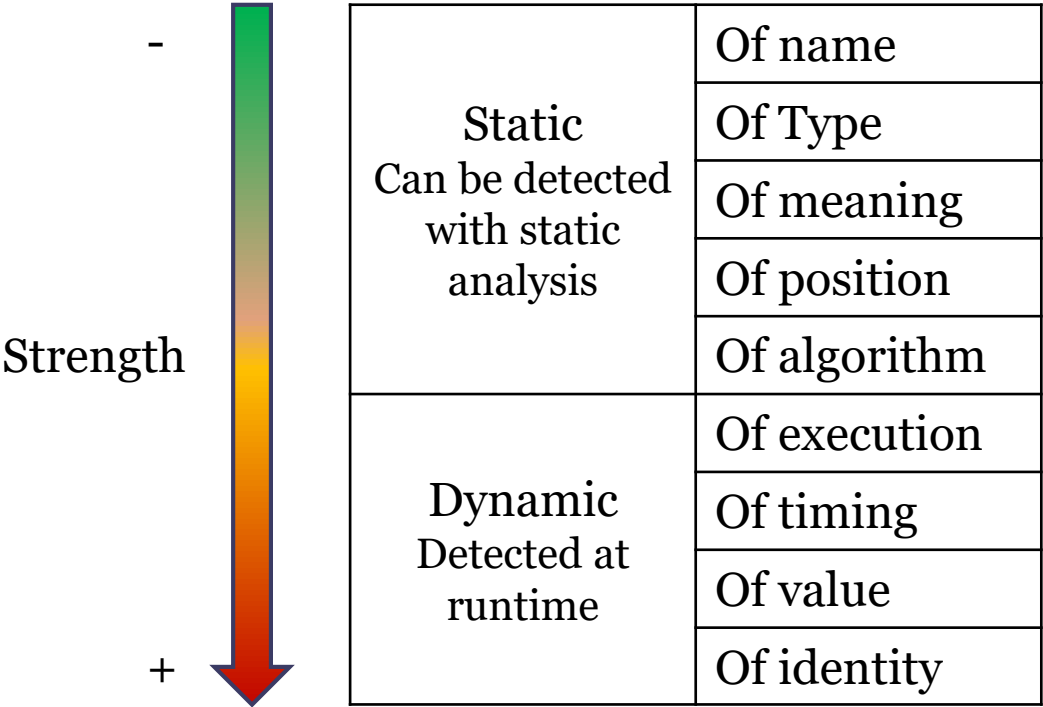 -
Strength
+
Static
Can be detected
with static
analysis
Of name
Of Type
Of meaning
Of position
Of algorithm
Dynamic
Detected at
runtime
Of execution
Of timing
Of value
Of identity